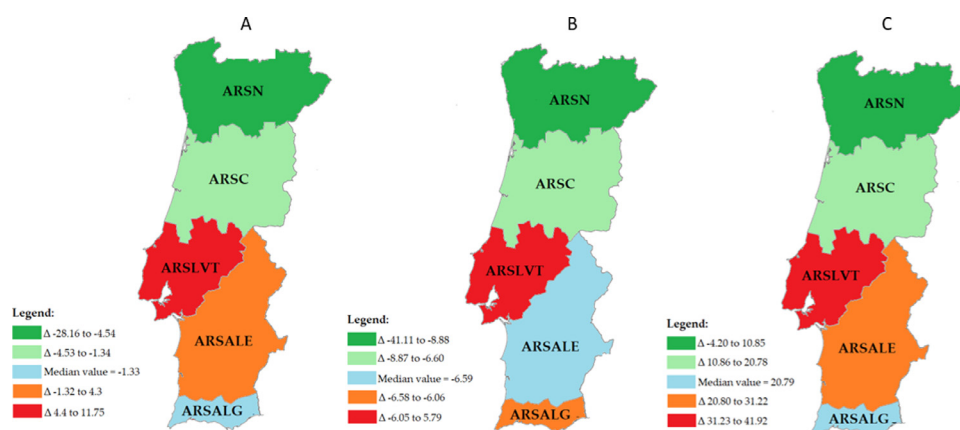 A
ARSN
ARSC
ARSLVT
ARSALE
ARSALG
Legend:
Δ -28.16 to -4.54
Δ -4.53 to -1.34
Median value = -1.33
Δ -1.32 to 4.3
Δ 4.4 to 11.75
B
ARSN
ARSC
ARSLVT
ARSALE
ARSALG
Legend:
Δ -41.11 to -8.88
Δ -8.87 to -6.60
Median value = -6.59
Δ -6.58 to -6.06
Δ -6.05 to 5.79
C
ARSN
ARSC
ARSLVT
ARSALE
ARSALG
Legend:
Δ -4.20 to 10.85
Δ 10.86 to 20.78
Median value = 20.79
Δ 20.80 to 31.22
Δ 31.23 to 41.92